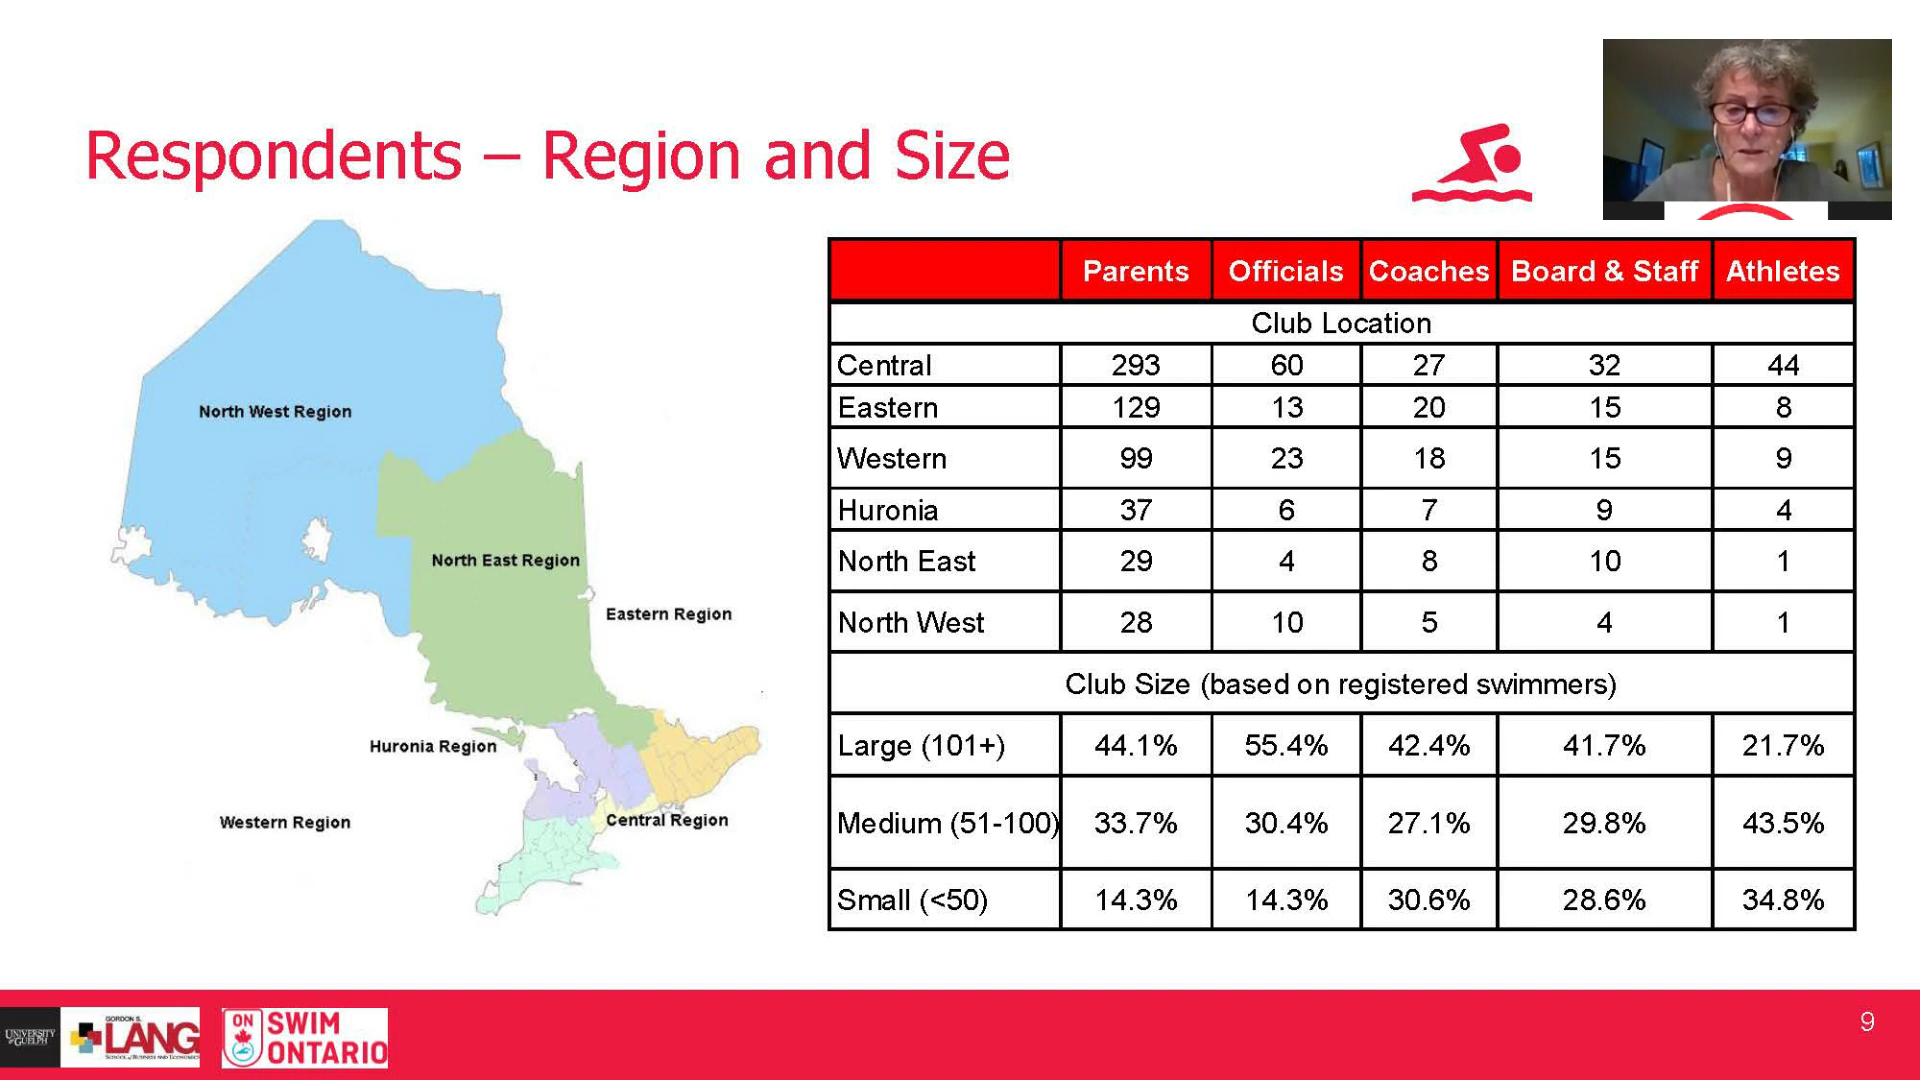 Respondents – Region and Size
North West Region
North East Region
Eastern Region
Huronia Region
Western Region
Central Region
Parents Officials Coaches Board & Staff Athletes
Club Location
Central 293 60 27 32 44
Eastern 129 13 20 15 8
Western 99 23 18 15 9
Huronia 37 6 7 9 4
North East 29 4 8 10 1
North West 28 10 5 4 1
Club Size (based on registered swimmers)
Large (101+) 44.1% 55.4% 42.4% 41.7% 21.7%
Medium (51-100) 33.7% 30.4% 27.1% 29.8% 43.5%
Small (<50) 14.3% 14.3% 30.6% 28.6% 34.8%
UNIVERSITY
OF GUELPH
GORDON S.
LANG
SCHOOL of BUSINESS AND ECONOMICS
ON SWIM
ONTARIO
9